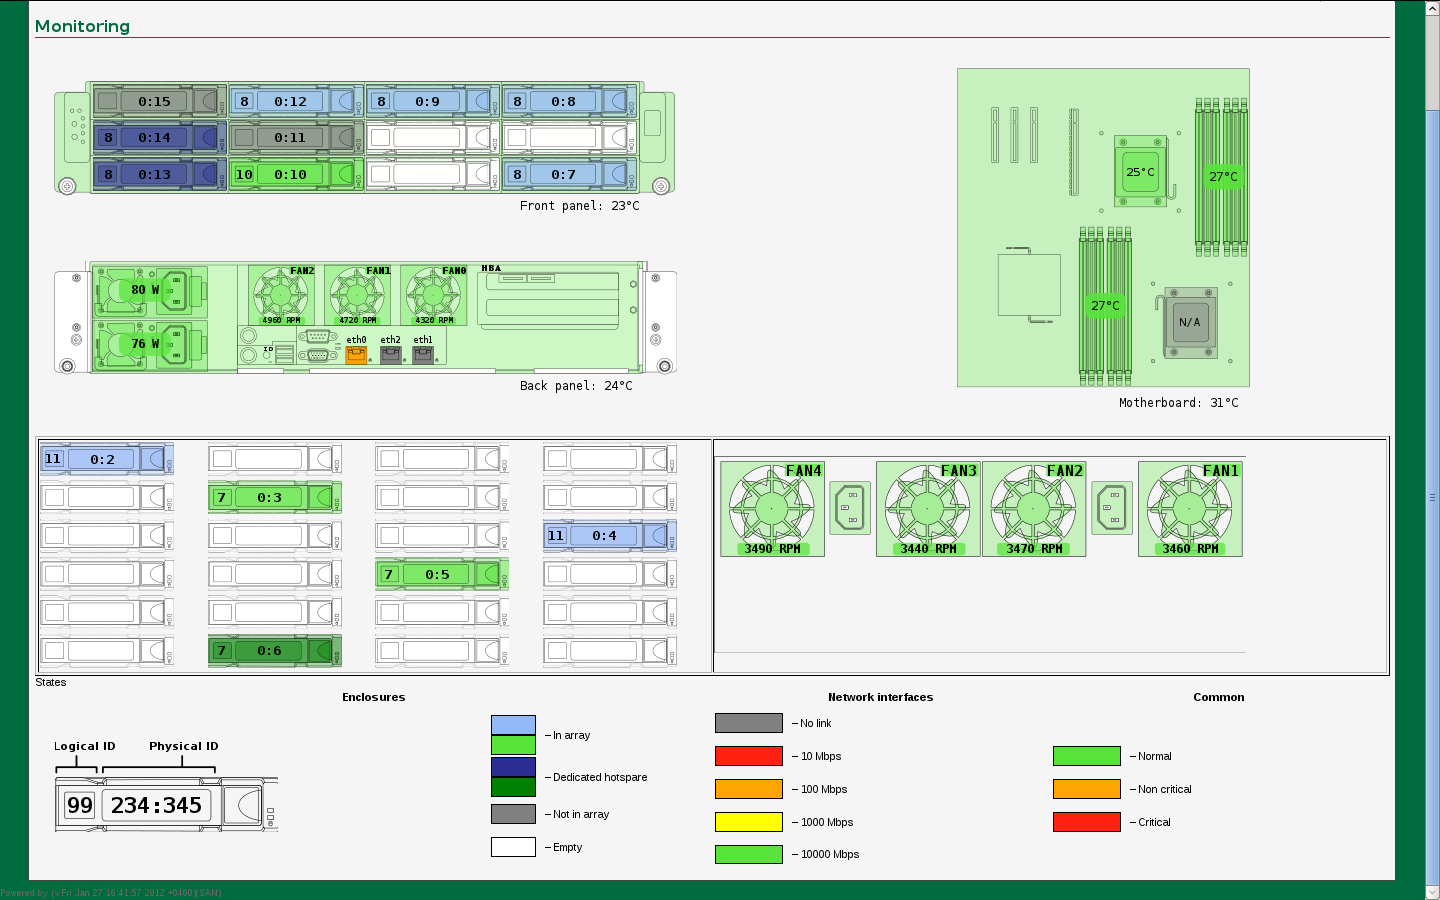 Monitoring
0:15
8 0:12
8 0:9
8 0:8
8 0:14
0:11
8 0:13
10 0:10
8 0:7
Front panel: 23°C
25°C
27°C
27°C
N/A
Motherboard: 31°C
80 W
76 W
FAN2
4960 RPM
FAN1
4720 RPM
FAN0
4320 RPM
HBA
ID
eth0 eth2 eth1
Back panel: 24°C
11 0:2
7 0:3
11 0:4
7 0:5
7 0:6
FAN4
3490 RPM
FAN3
3440 RPM
FAN2
3470 RPM
FAN1
3460 RPM
States
Enclosures
Logical ID Physical ID
99 234:345
– In array
– Dedicated hotspare
– Not in array
– Empty
Network interfaces
– No link
– 10 Mbps
– 100 Mbps
– 1000 Mbps
– 10000 Mbps
Common
– Normal
– Non critical
– Critical
Powered by (v.Fri Jan 27 16:41:57 2012 +0400)(SAN)